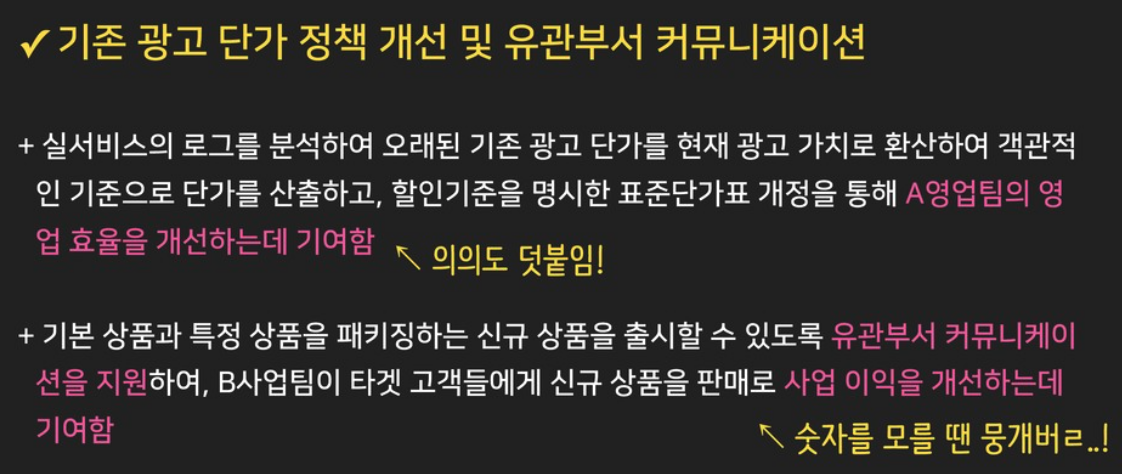 ✔ 기존 광고 단가 정책 개선 및 유관부서 커뮤니케이션
+ 실서비스의 로그를 분석하여 오래된 기존 광고 단가를 현재 광고 가치로 환산하여 객관적
인 기준으로 단가를 산출하고, 할인기준을 명시한 표준단가표 개정을 통해 A영업팀의 영
업 효율을 개선하는데 기여함
↖ 의의도 덧붙임!
+ 기본 상품과 특정 상품을 패키징하는 신규 상품을 출시할 수 있도록 유관부서 커뮤니케이
션을 지원하여, B사업팀이 타겟 고객들에게 신규 상품을 판매로 사업 이익을 개선하는데
기여함
↖ 숫자를 모를 땐 뭉개버ㄹ..!